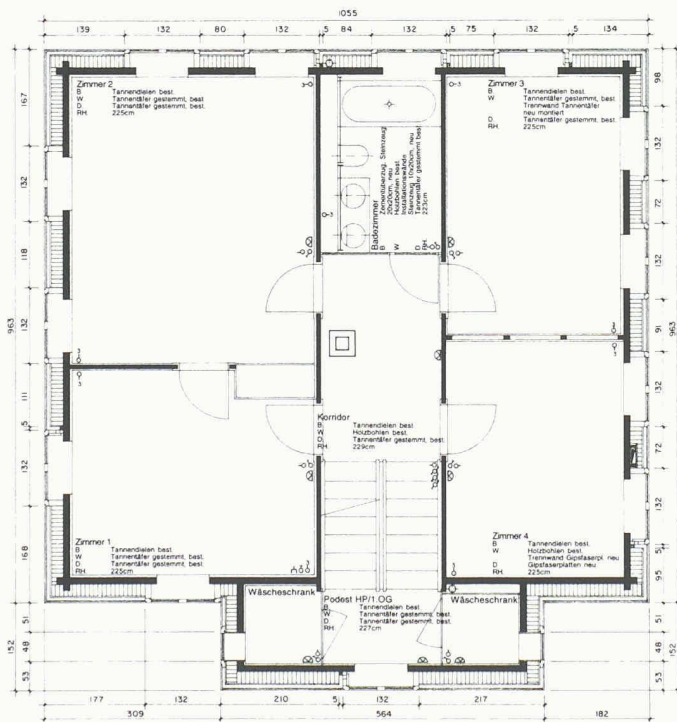 1055
139 132 80 132 5 84 132 5 75 132 5 134
Zimmer 2
B Tannendielen best.
W Tannentäfer gestemmt, best.
D Tannentäfer gestemmt, best.
RH. 225cm
Badezimmer
B Zementüberzug, Steinzeug
20x20cm, neu
W Holzbohlen best.
Installationswände
Steinzeug 10x20cm, neu
D Tannentäfer gestemmt best.
RH. 223cm
Zimmer 3
B Tannendielen best.
W Tannentäfer gestemmt, best.
Trennwand Tannentäfer
neu montiert
D Tannentäfer gestemmt, best.
RH. 225cm
Korridor
B Tannendielen best.
W Holzbohlen best.
D Tannentäfer gestemmt, best.
RH. 229cm
Zimmer 1
B Tannendielen best.
W Tannentäfer gestemmt, best.
D Tannentäfer gestemmt, best.
RH. 225cm
Zimmer 4
B Tannendielen best.
W Holzbohlen best.
Trennwand Gipsfaserpl. neu
D Gipsfaserplatten neu
RH. 225cm
Wäscheschrank
Podest HP/1.OG
B Tannendielen best.
W Tannentäfer gestemmt, best.
D Tannentäfer gestemmt, best.
RH. 227cm
Wäscheschrank
167 132 118 132 111 5 132 168
963
51 48 53
152
98 132 72 132 91 132 72 132 51 95
963
51 48 53
152
177 132 210 5 132 217
309 564 182